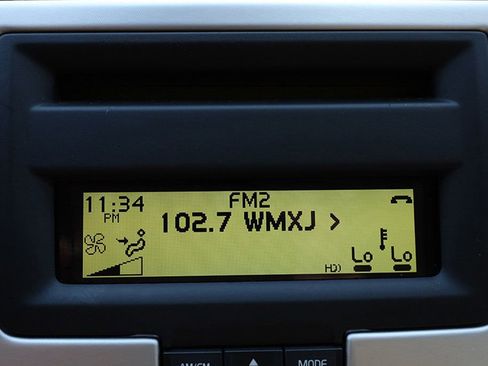 11:34 FM2
PM
102.7 WMXJ >
HD)
Lo Lo
AM/FM MODE